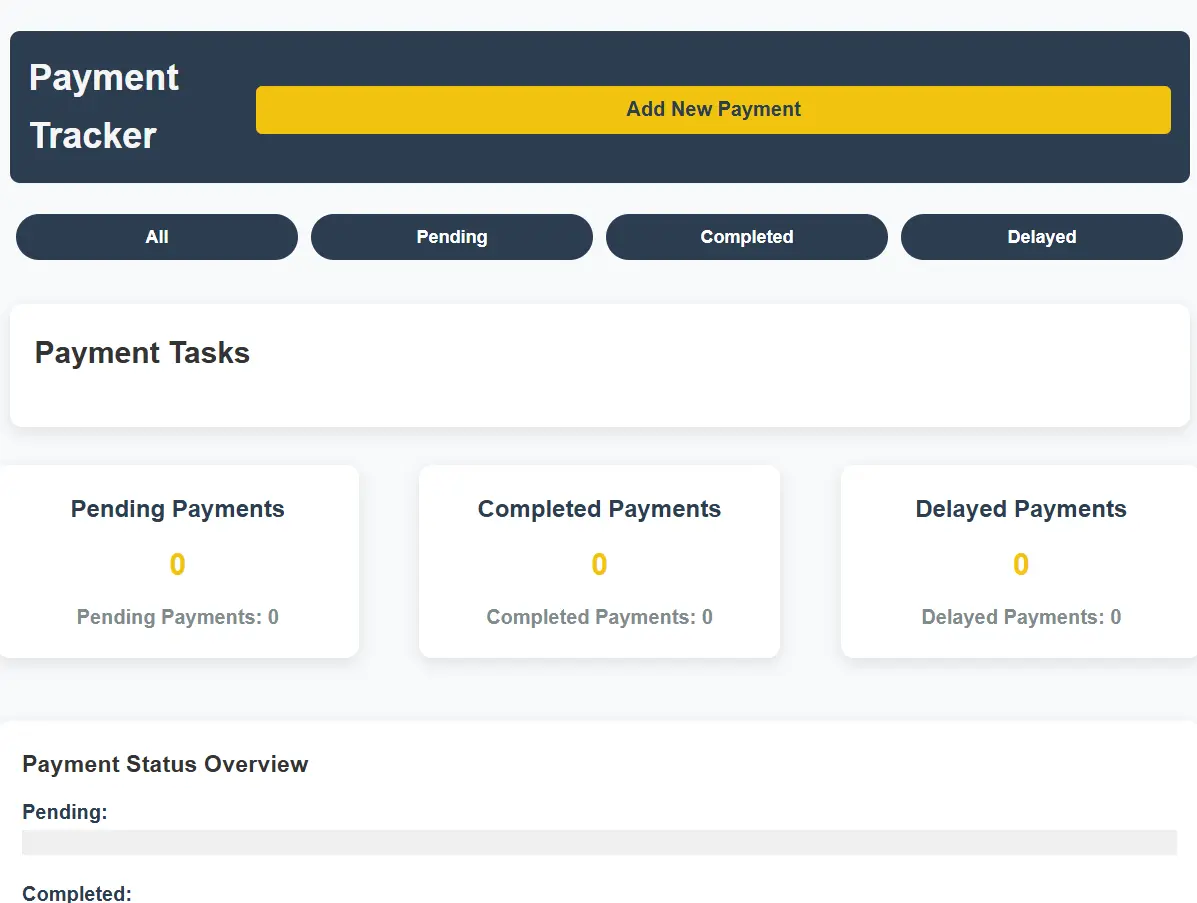 Payment
Tracker
Add New Payment
All
Pending
Completed
Delayed
Payment Tasks
Pending Payments
0
Pending Payments: 0
Completed Payments
0
Completed Payments: 0
Delayed Payments
0
Delayed Payments: 0
Payment Status Overview
Pending:
Completed: